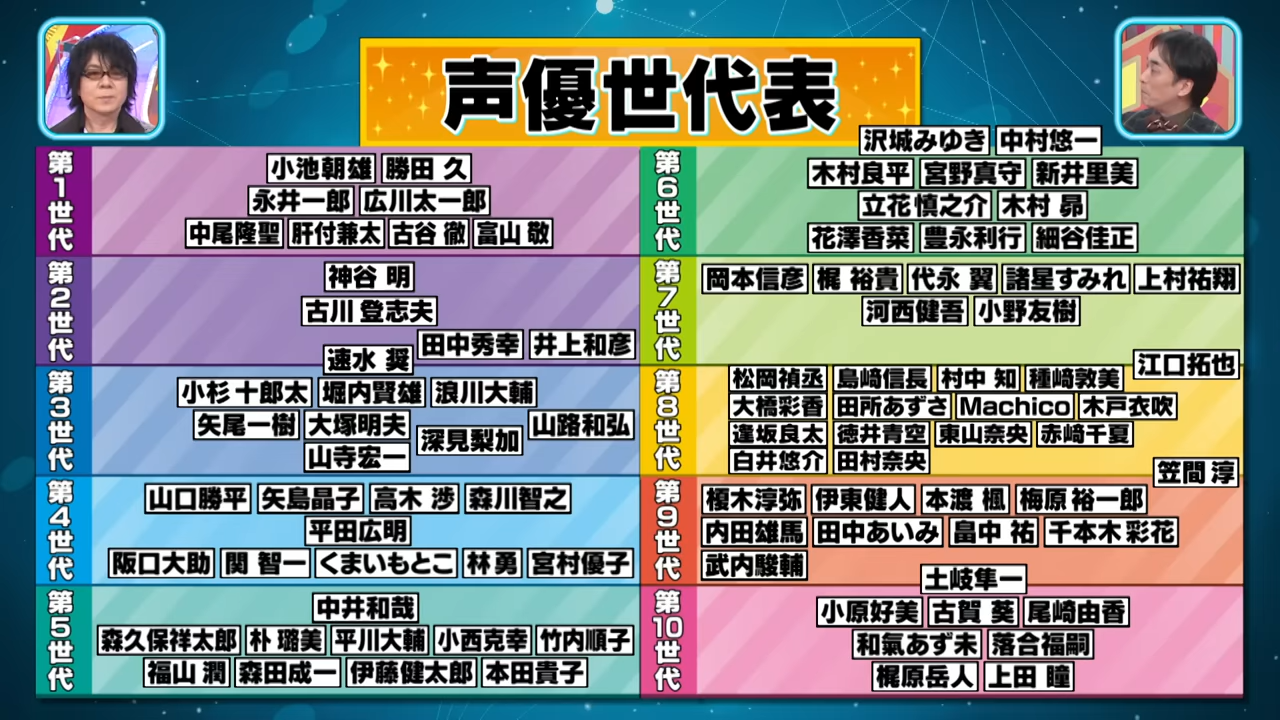 声優世代表
第1世代
小池朝雄 勝田 久
永井一郎 広川太一郎
中尾隆聖 肝付兼太 古谷 徹 富山 敬
第2世代
神谷 明
古川 登志夫
田中秀幸 井上和彦
速水 奨
第3世代
小杉 十郎太 堀内賢雄 浪川大輔
矢尾一樹 大塚明夫 深見梨加 山路和弘
山寺宏一
第4世代
山口勝平 矢島晶子 高木 渉 森川智之
平田広明
阪口大助 関 智一 くまいもとこ 林 勇 宮村優子
第5世代
中井和哉
森久保祥太郎 朴 璐美 平川大輔 小西克幸 竹内順子
福山 潤 森田成一 伊藤健太郎 本田貴子
第6世代
沢城みゆき 中村悠一
木村良平 宮野真守 新井里美
立花慎之介 木村 昴
花澤香菜 豊永利行 細谷佳正
第7世代
岡本信彦 梶 裕貴 代永 翼 諸星すみれ 上村祐翔
河西健吾 小野友樹
江口拓也
第8世代
松岡禎丞 島﨑信長 村中 知 種﨑敦美
大橋彩香 田所あずさ Machico 木戸衣吹
逢坂良太 徳井青空 東山奈央 赤﨑千夏
白井悠介 田村奈央
笠間 淳
第9世代
榎木淳弥 伊東健人 本渡 楓 梅原 裕一郎
内田雄馬 田中あいみ 畠中 祐 千本木 彩花
武内駿輔
土岐隼一
第10世代
小原好美 古賀 葵 尾崎由香
和氣あず未 落合福嗣
梶原岳人 上田 瞳